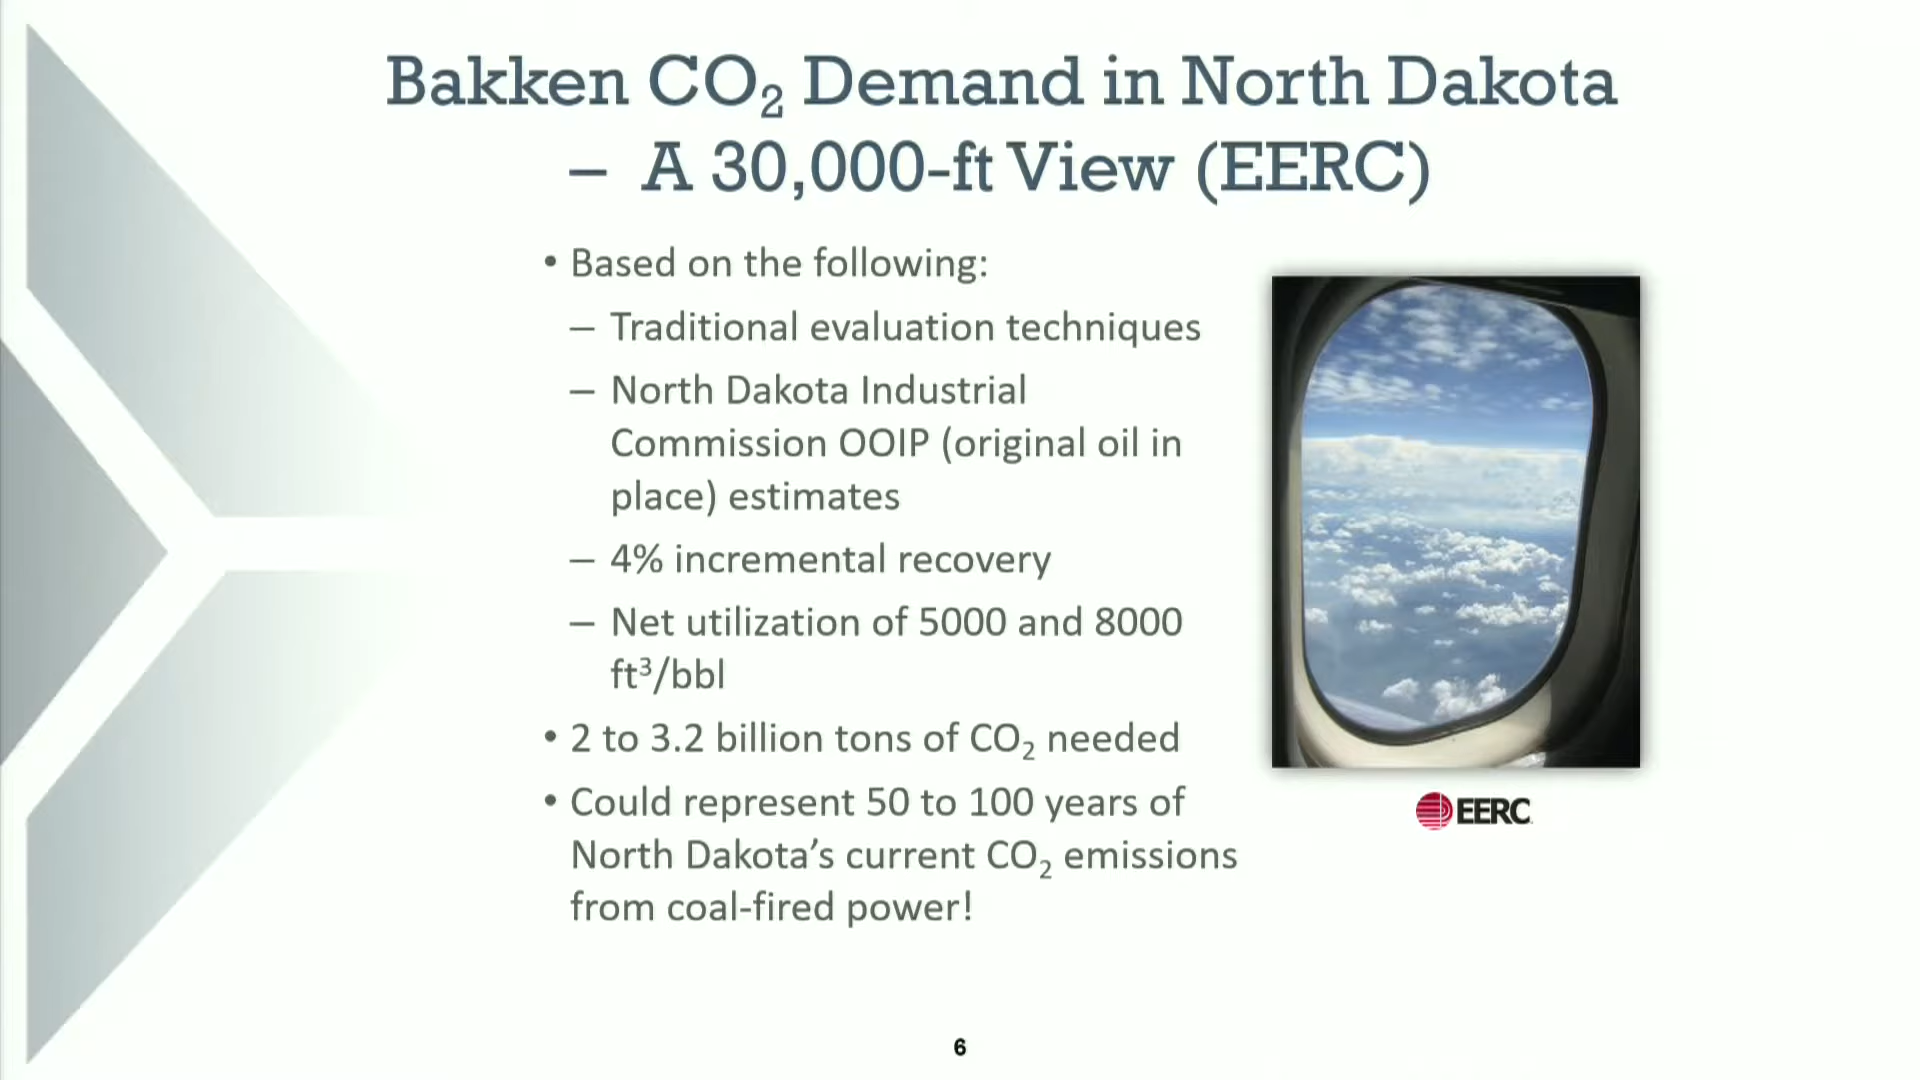 Bakken CO₂ Demand in North Dakota
– A 30,000-ft View (EERC)
• Based on the following:
– Traditional evaluation techniques
– North Dakota Industrial
Commission OOIP (original oil in
place) estimates
– 4% incremental recovery
– Net utilization of 5000 and 8000
ft³/bbl
• 2 to 3.2 billion tons of CO₂ needed
• Could represent 50 to 100 years of
North Dakota’s current CO₂ emissions
from coal-fired power!
EERC
6